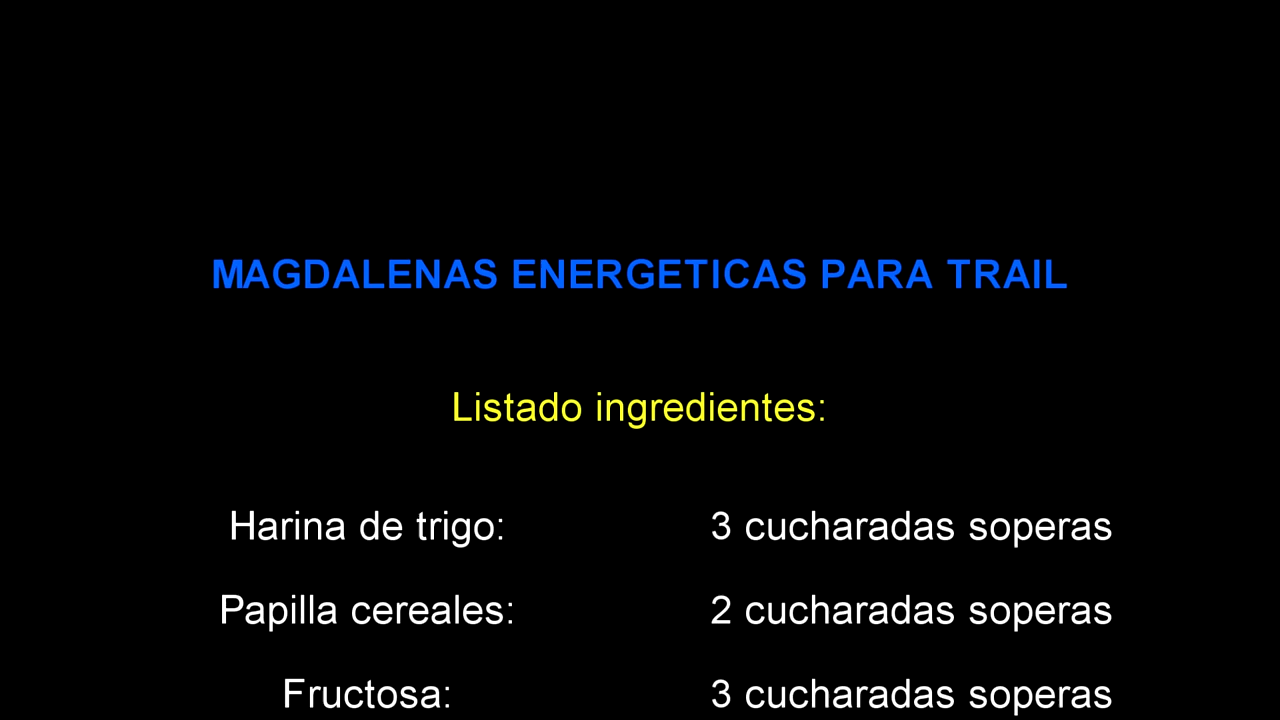 MAGDALENAS ENERGETICAS PARA TRAIL
Listado ingredientes:
Harina de trigo: 3 cucharadas soperas
Papilla cereales: 2 cucharadas soperas
Fructosa: 3 cucharadas soperas